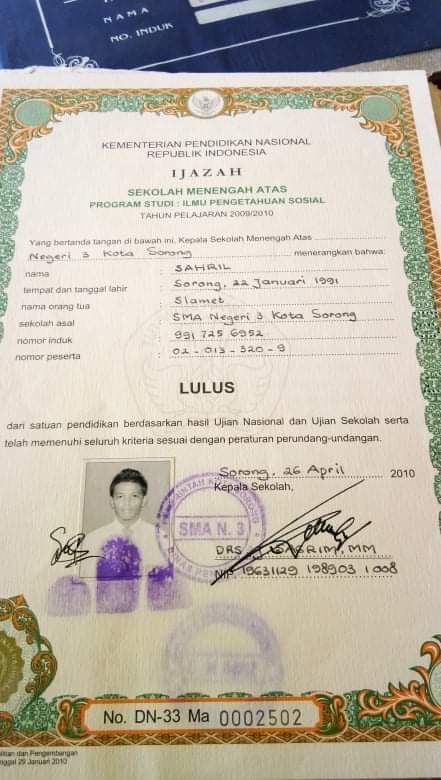 NAMA
NO. INDUK
KEMENTERIAN PENDIDIKAN NASIONAL
REPUBLIK INDONESIA
IJAZAH
SEKOLAH MENENGAH ATAS
PROGRAM STUDI : ILMU PENGETAHUAN SOSIAL
TAHUN PELAJARAN 2009/2010
Yang bertanda tangan di bawah ini, Kepala Sekolah Menengah Atas
Negeri 3 Kota Sorong menerangkan bahwa:
nama : SAHRIL
tempat dan tanggal lahir : Sorong, 22 Januari 1991
nama orang tua : Slamet
sekolah asal : SMA Negeri 3 Kota Sorong
nomor induk : 991 725 6952
nomor peserta : 02-013-320-9
LULUS
dari satuan pendidikan berdasarkan hasil Ujian Nasional dan Ujian Sekolah serta
telah memenuhi seluruh kriteria sesuai dengan peraturan perundang-undangan.
Sorong, 26 April 2010
Kepala Sekolah,
SMA N. 3
DRS MM
NIP 19631129 198903 1 008
No. DN-33 Ma 0002502
litian dan Pengembangan
nggal 29 Januari 2010